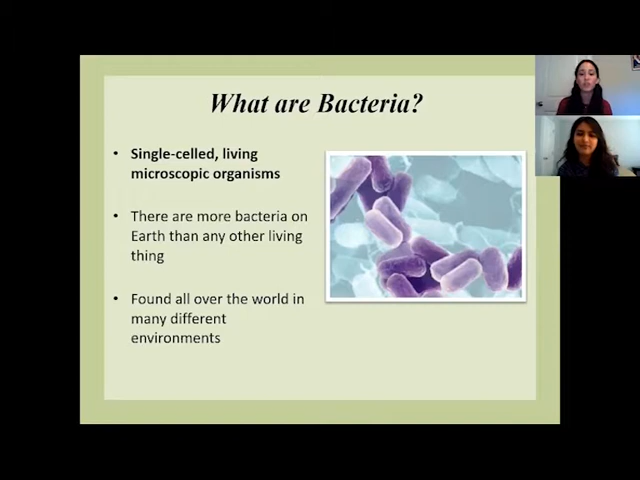 What are Bacteria?
• Single-celled, living
microscopic organisms
• There are more bacteria on
Earth than any other living
thing
• Found all over the world in
many different
environments